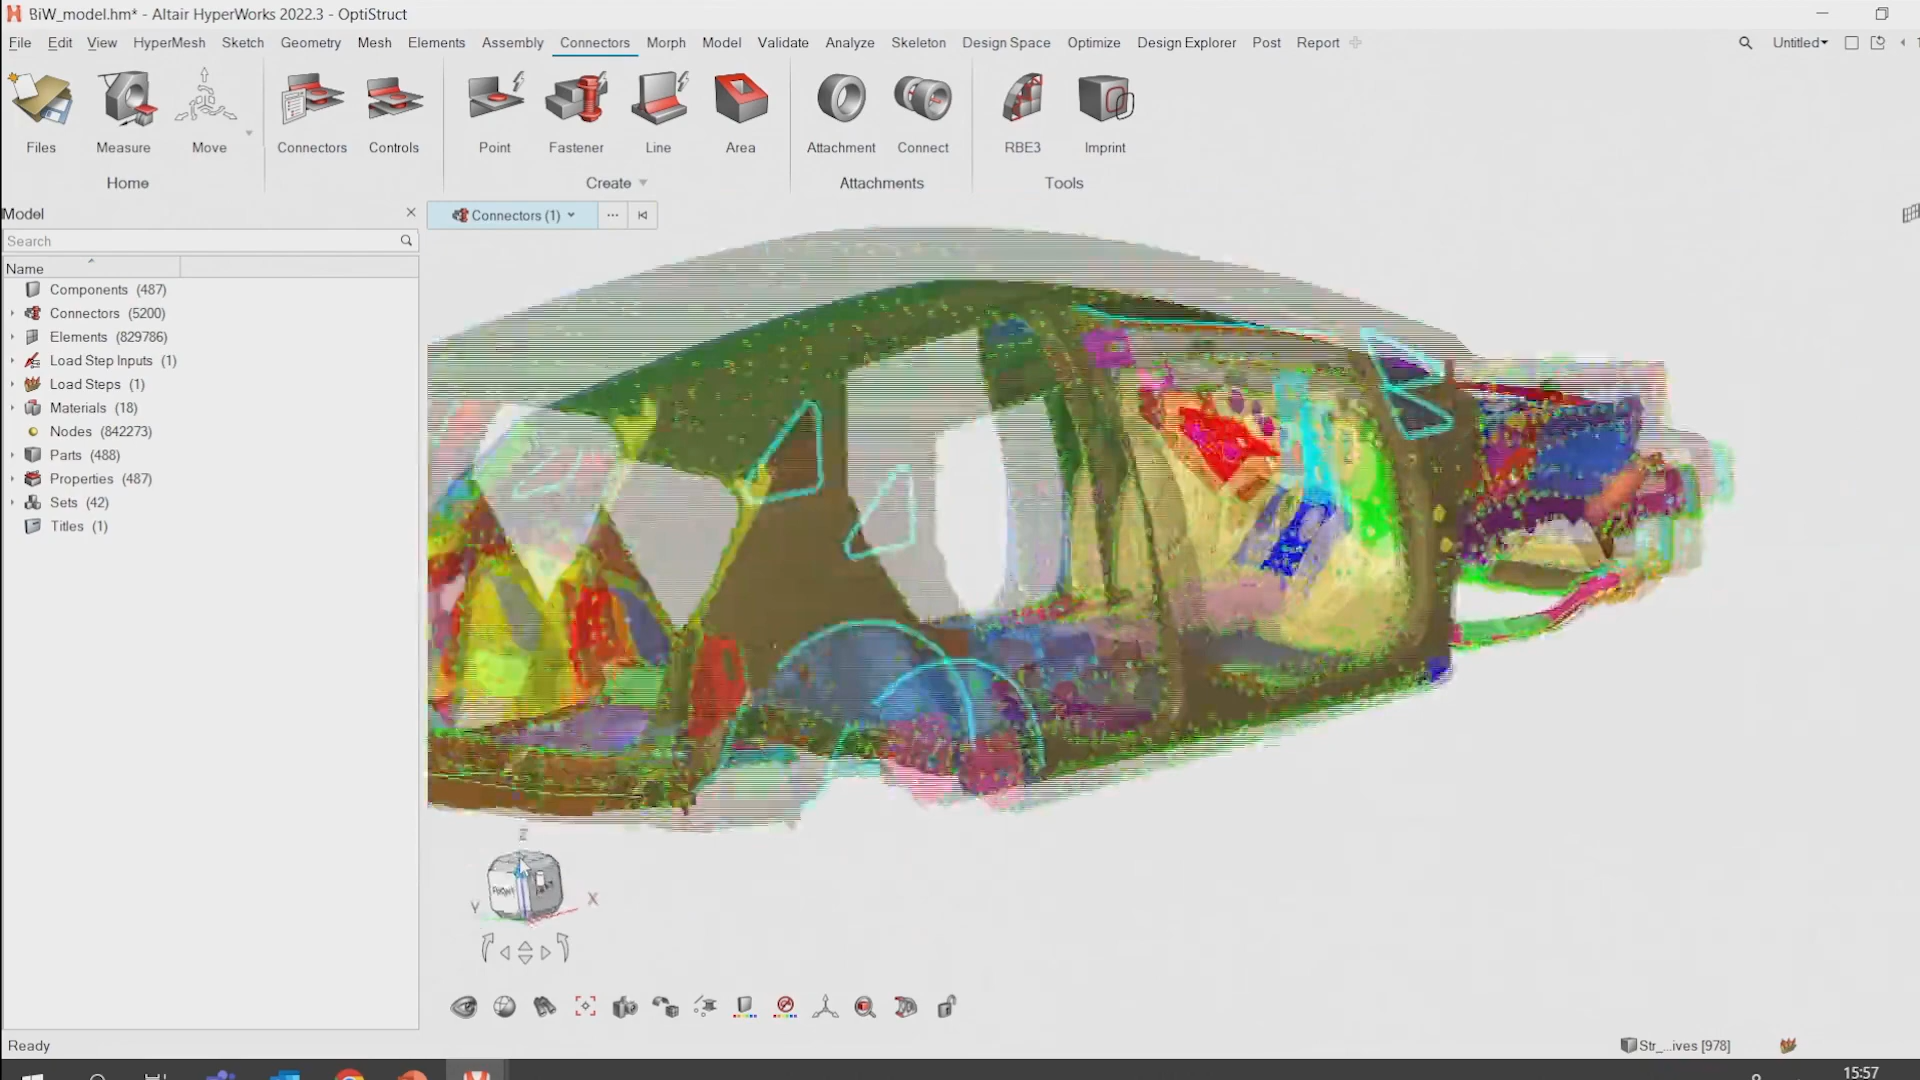 BiW_model.hm* - Altair HyperWorks 2022.3 - OptiStruct
File Edit View HyperMesh Sketch Geometry Mesh Elements Assembly Connectors Morph Model Validate Analyze Skeleton Design Space Optimize Design Explorer Post Report Untitled
Files Measure Move Connectors Controls Point Fastener Line Area Attachment Connect RBE3 Imprint
Home Create Attachments Tools
Model
Connectors (1)
Search
Name
Components (487)
Connectors (5200)
Elements (829786)
Load Step Inputs (1)
Load Steps (1)
Materials (18)
Nodes (842273)
Parts (488)
Properties (487)
Sets (42)
Titles (1)
Z
Y X
Ready
Str_...ives [978]
15:57